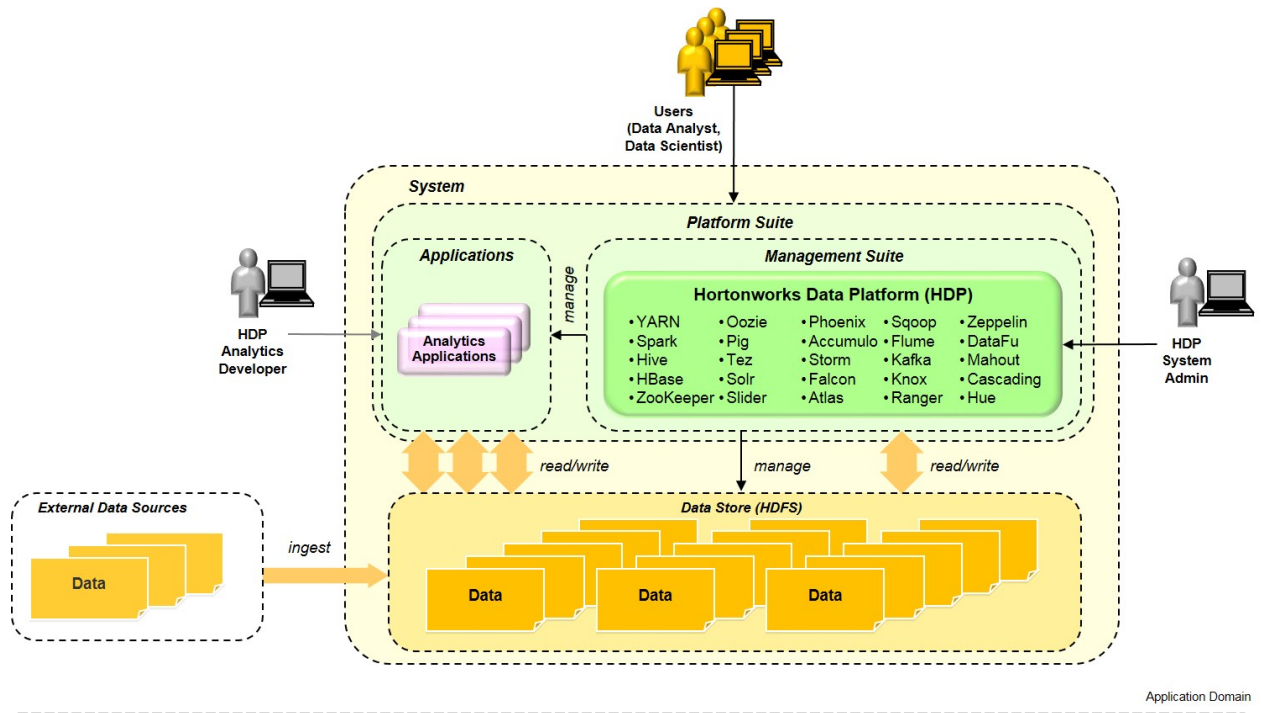 Users
(Data Analyst,
Data Scientist)
System
Platform Suite
Applications
Management Suite
manage
Hortonworks Data Platform (HDP)
• YARN
• Spark
• Hive
• HBase
• ZooKeeper
• Oozie
• Pig
• Tez
• Solr
• Slider
• Phoenix
• Accumulo
• Storm
• Falcon
• Atlas
• Sqoop
• Flume
• Kafka
• Knox
• Ranger
• Zeppelin
• DataFu
• Mahout
• Cascading
• Hue
Analytics
Applications
HDP
Analytics
Developer
HDP
System
Admin
read/write
manage
read/write
External Data Sources
Data
ingest
Data Store (HDFS)
Data
Data
Data
Application Domain